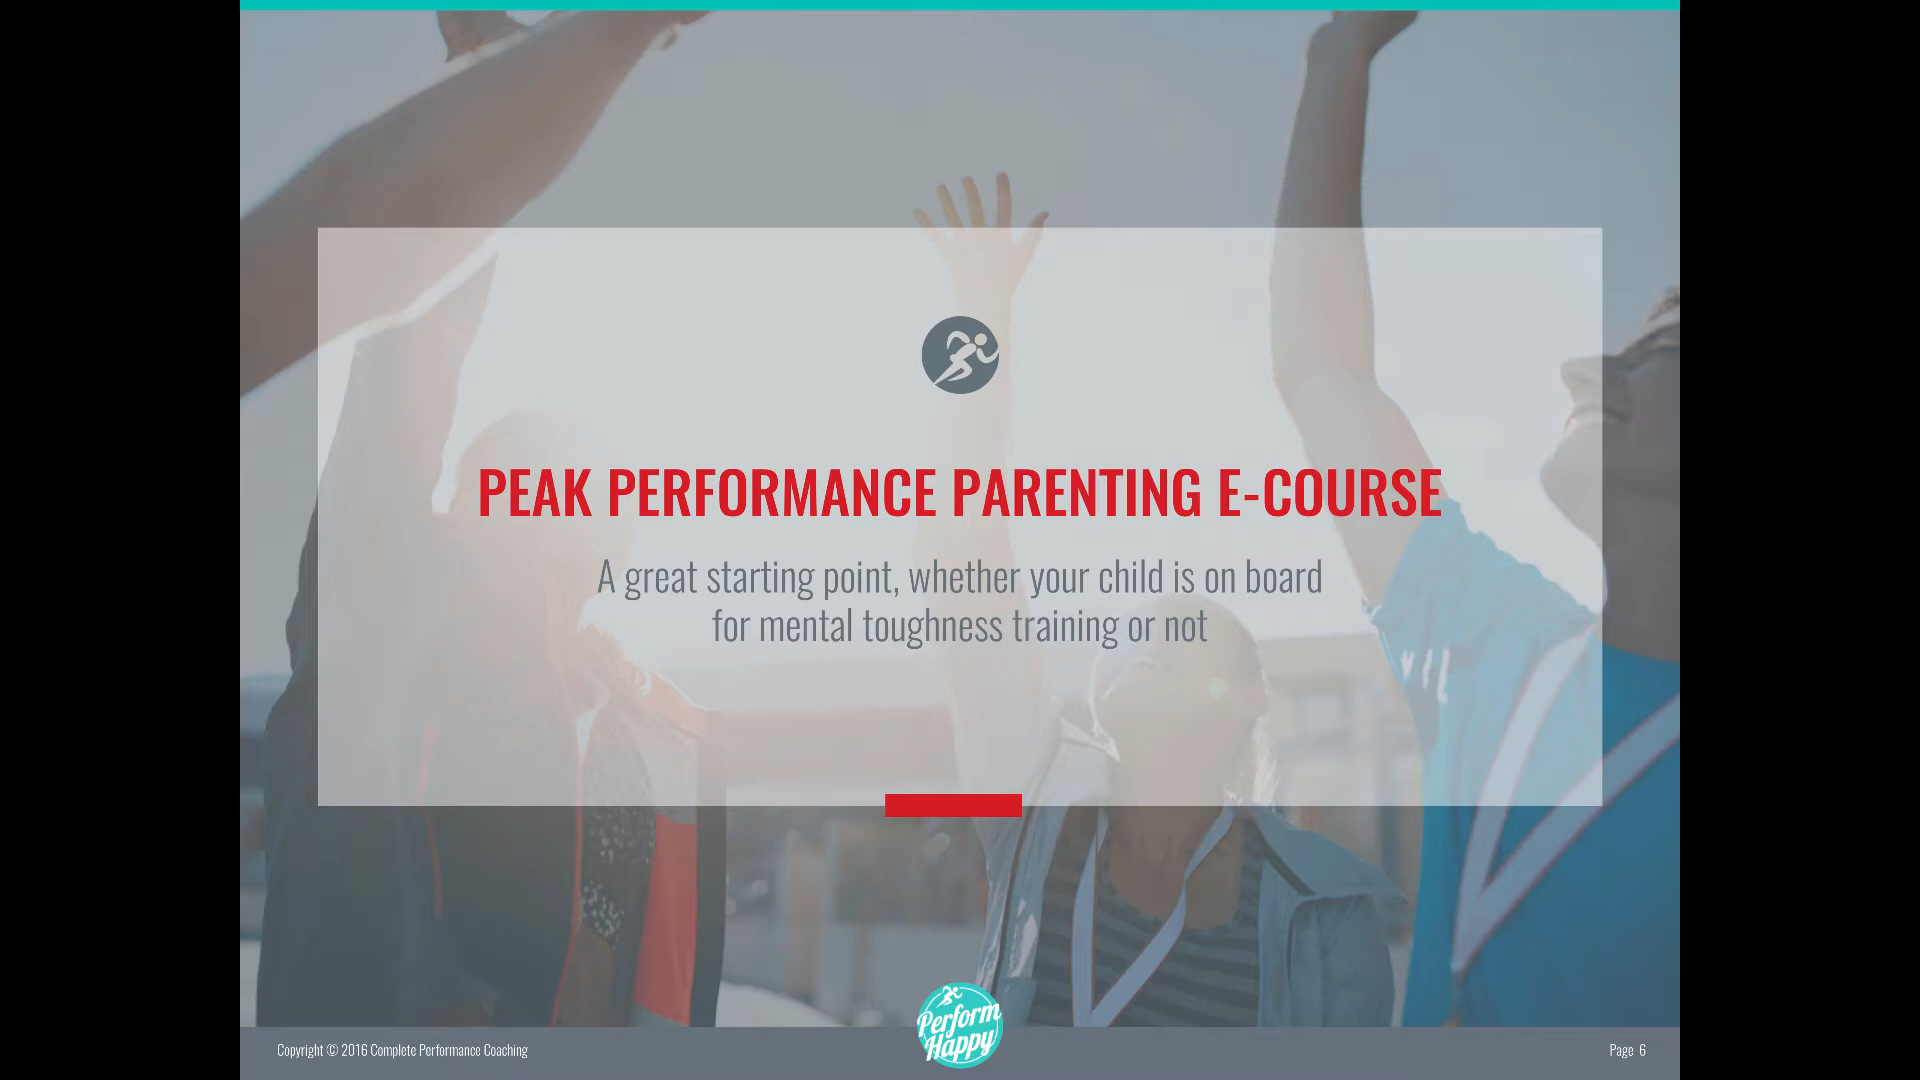 PEAK PERFORMANCE PARENTING E-COURSE
A great starting point, whether your child is on board
for mental toughness training or not
Perform
Happy
Copyright © 2016 Complete Performance Coaching
Page 6